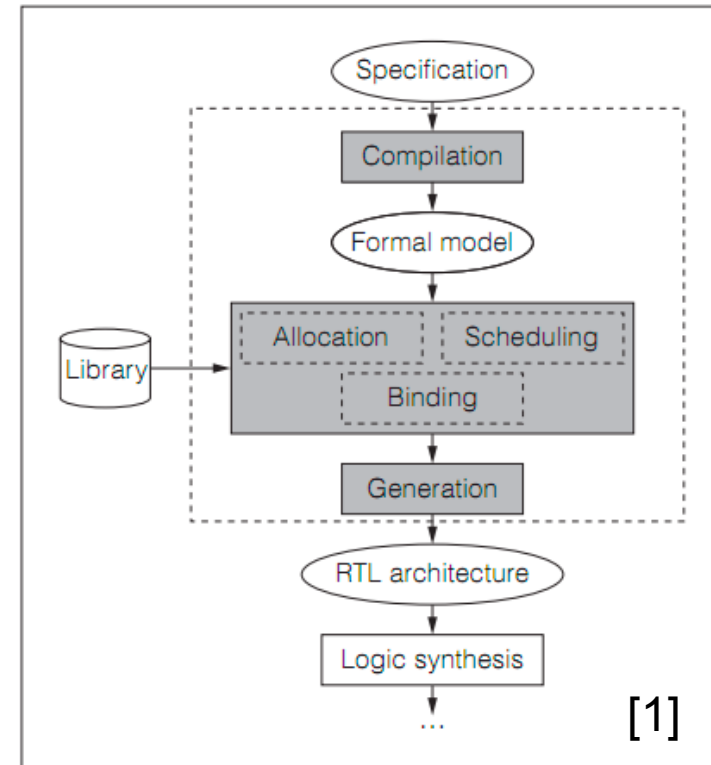 Specification
Compilation
Formal model
Allocation
Scheduling
Library
Binding
Generation
RTL architecture
Logic synthesis
...
[1]